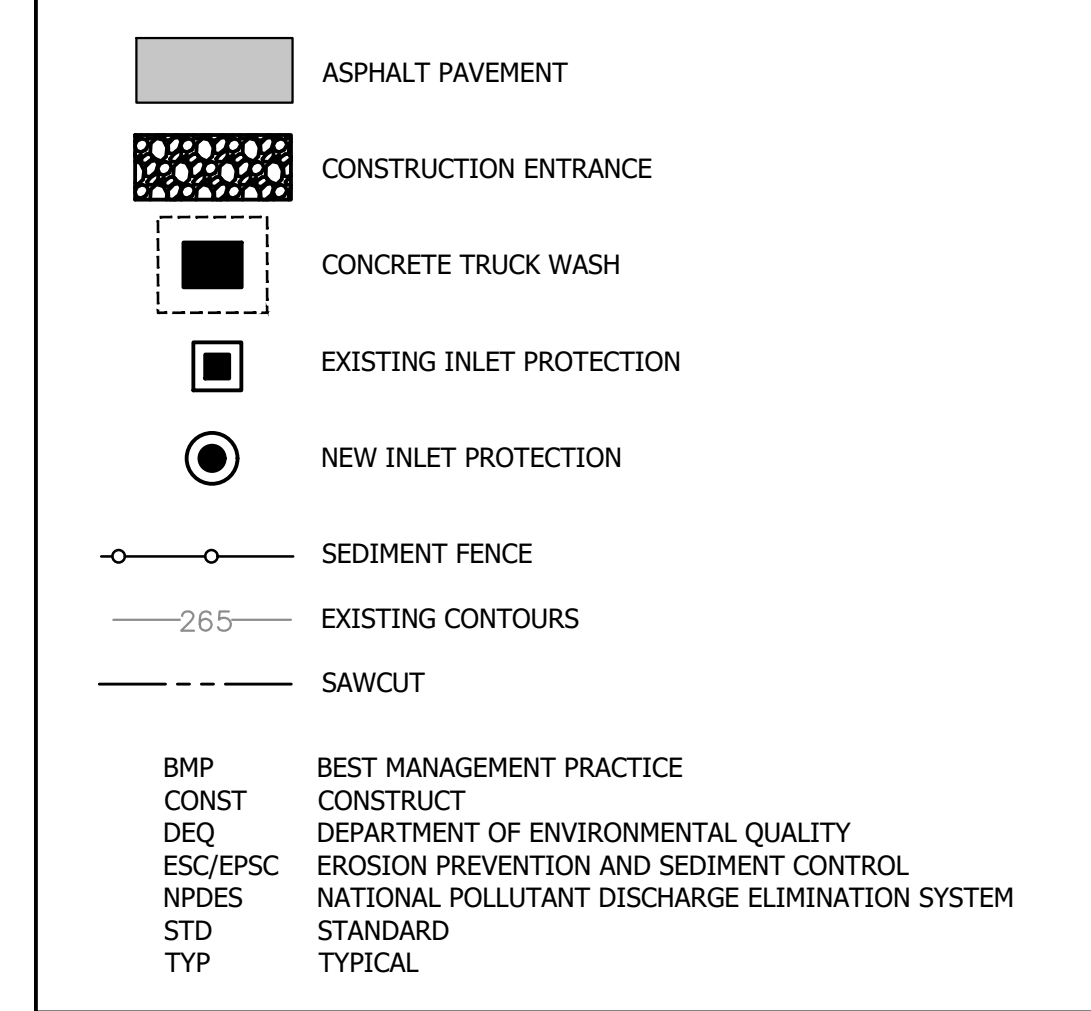 ASPHALT PAVEMENT
CONSTRUCTION ENTRANCE
CONCRETE TRUCK WASH
EXISTING INLET PROTECTION
NEW INLET PROTECTION
SEDIMENT FENCE
265 EXISTING CONTOURS
SAWCUT
BMP BEST MANAGEMENT PRACTICE
CONST CONSTRUCT
DEQ DEPARTMENT OF ENVIRONMENTAL QUALITY
ESC/EPSC EROSION PREVENTION AND SEDIMENT CONTROL
NPDES NATIONAL POLLUTANT DISCHARGE ELIMINATION SYSTEM
STD STANDARD
TYP TYPICAL